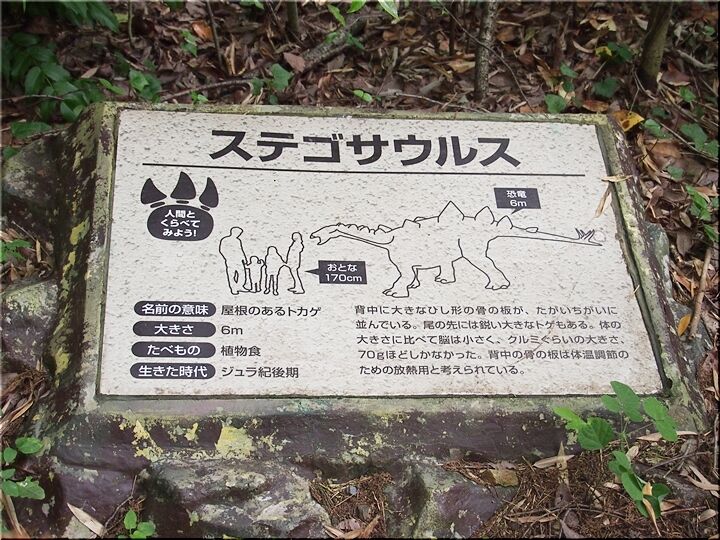 ステゴサウルス
人間と
くらべて
みよう!
恐竜
6m
おとな
170cm
名前の意味 屋根のあるトカゲ
大きさ 6m
たべもの 植物食
生きた時代 ジュラ紀後期
背中に大きなひし形の骨の板が、たがいちがいに
並んでいる。尾の先には鋭い大きなトゲもある。体の
大きさに比べて脳は小さく、クルミぐらいの大きさ、
70gほどしかなかった。背中の骨の板は体温調節の
ための放熱用と考えられている。